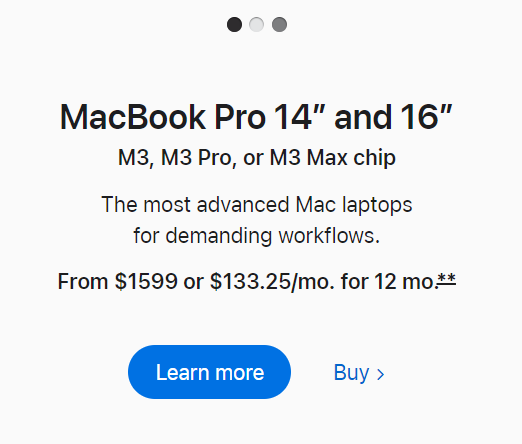 MacBook Pro 14” and 16”
M3, M3 Pro, or M3 Max chip
The most advanced Mac laptops
for demanding workflows.
From $1599 or $133.25/mo. for 12 mo.**
Learn more
Buy >